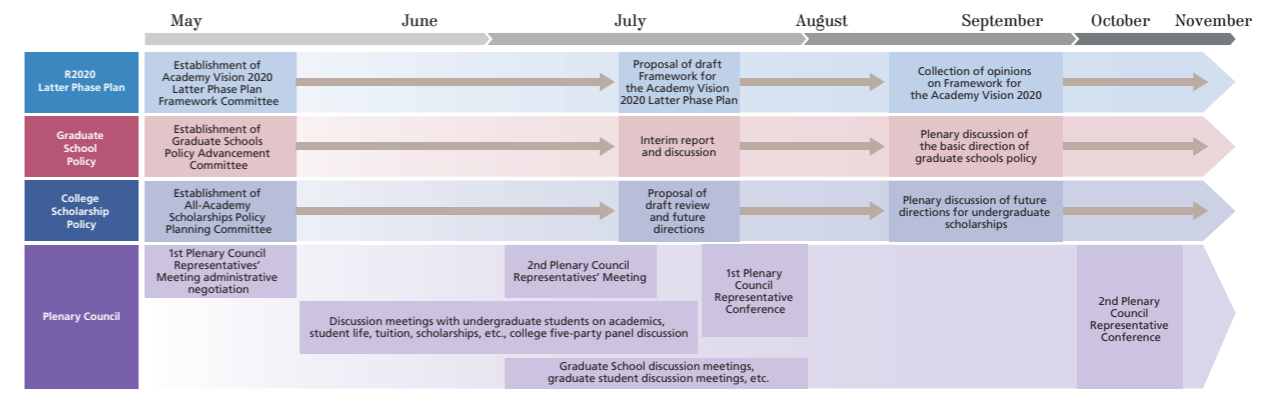 May June July August September October November
R2020
Latter Phase Plan
Establishment of
Academy Vision 2020
Latter Phase Plan
Framework Committee
Proposal of draft
Framework for
the Academy Vision
2020 Latter Phase Plan
Collection of opinions
on Framework for
the Academy Vision 2020
Graduate
School
Policy
Establishment of
Graduate Schools
Policy Advancement
Committee
Interim report
and discussion
Plenary discussion of
the basic direction of
graduate schools policy
College
Scholarship
Policy
Establishment of
All-Academy
Scholarships Policy
Planning Committee
Proposal of
draft review
and future
directions
Plenary discussion of future
directions for undergraduate
scholarships
Plenary Council
1st Plenary Council
Representatives’
Meeting administrative
negotiation
2nd Plenary Council
Representatives’ Meeting
1st Plenary
Council
Representative
Conference
Discussion meetings with undergraduate students on academics,
student life, tuition, scholarships, etc., college five-party panel discussion
Graduate School discussion meetings,
graduate student discussion meetings, etc.
2nd Plenary
Council
Representative
Conference